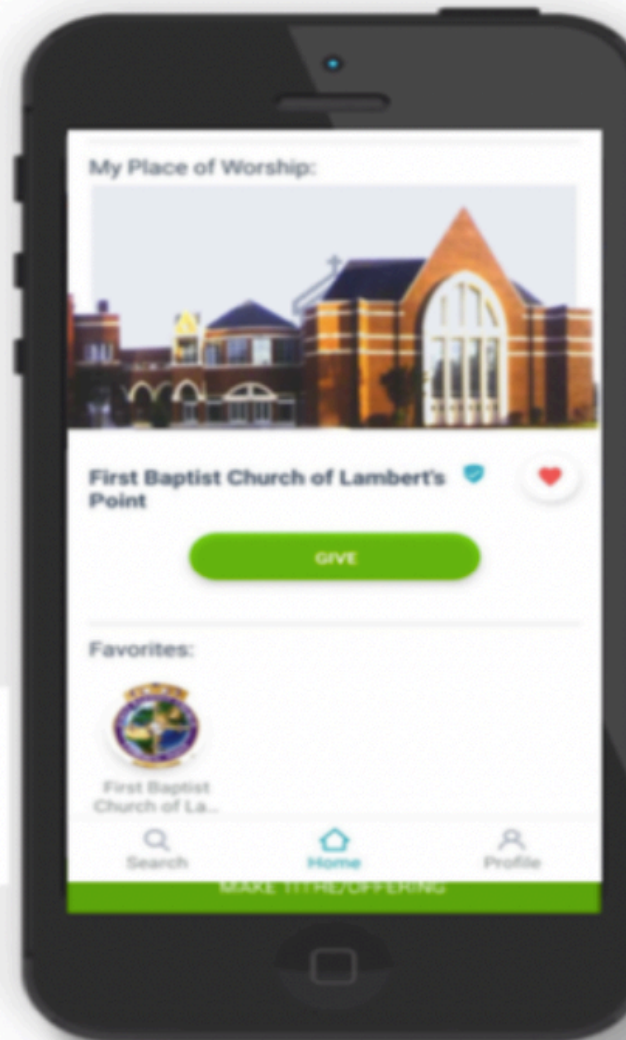 My Place of Worship:
First Baptist Church of Lambert's
Point
GIVE
Favorites:
First Baptist
Church of La...
Search
Home
Profile
MAKE TITHE/OFFERING